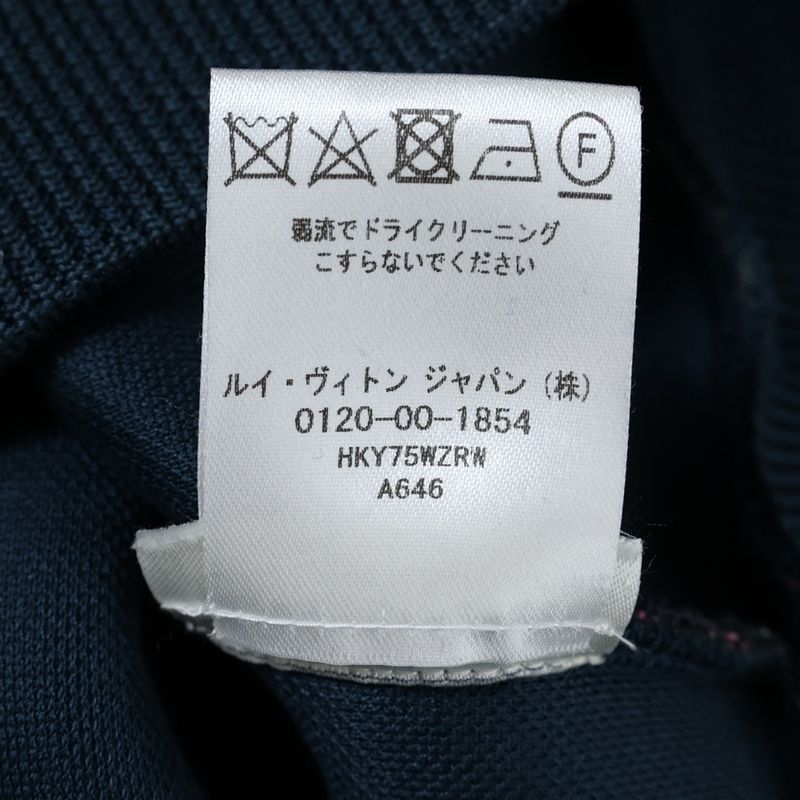 F
弱流でドライクリーニング
こすらないでください
ルイ・ヴィトン ジャパン (株)
0120-00-1854
HKY75WZRW
A646